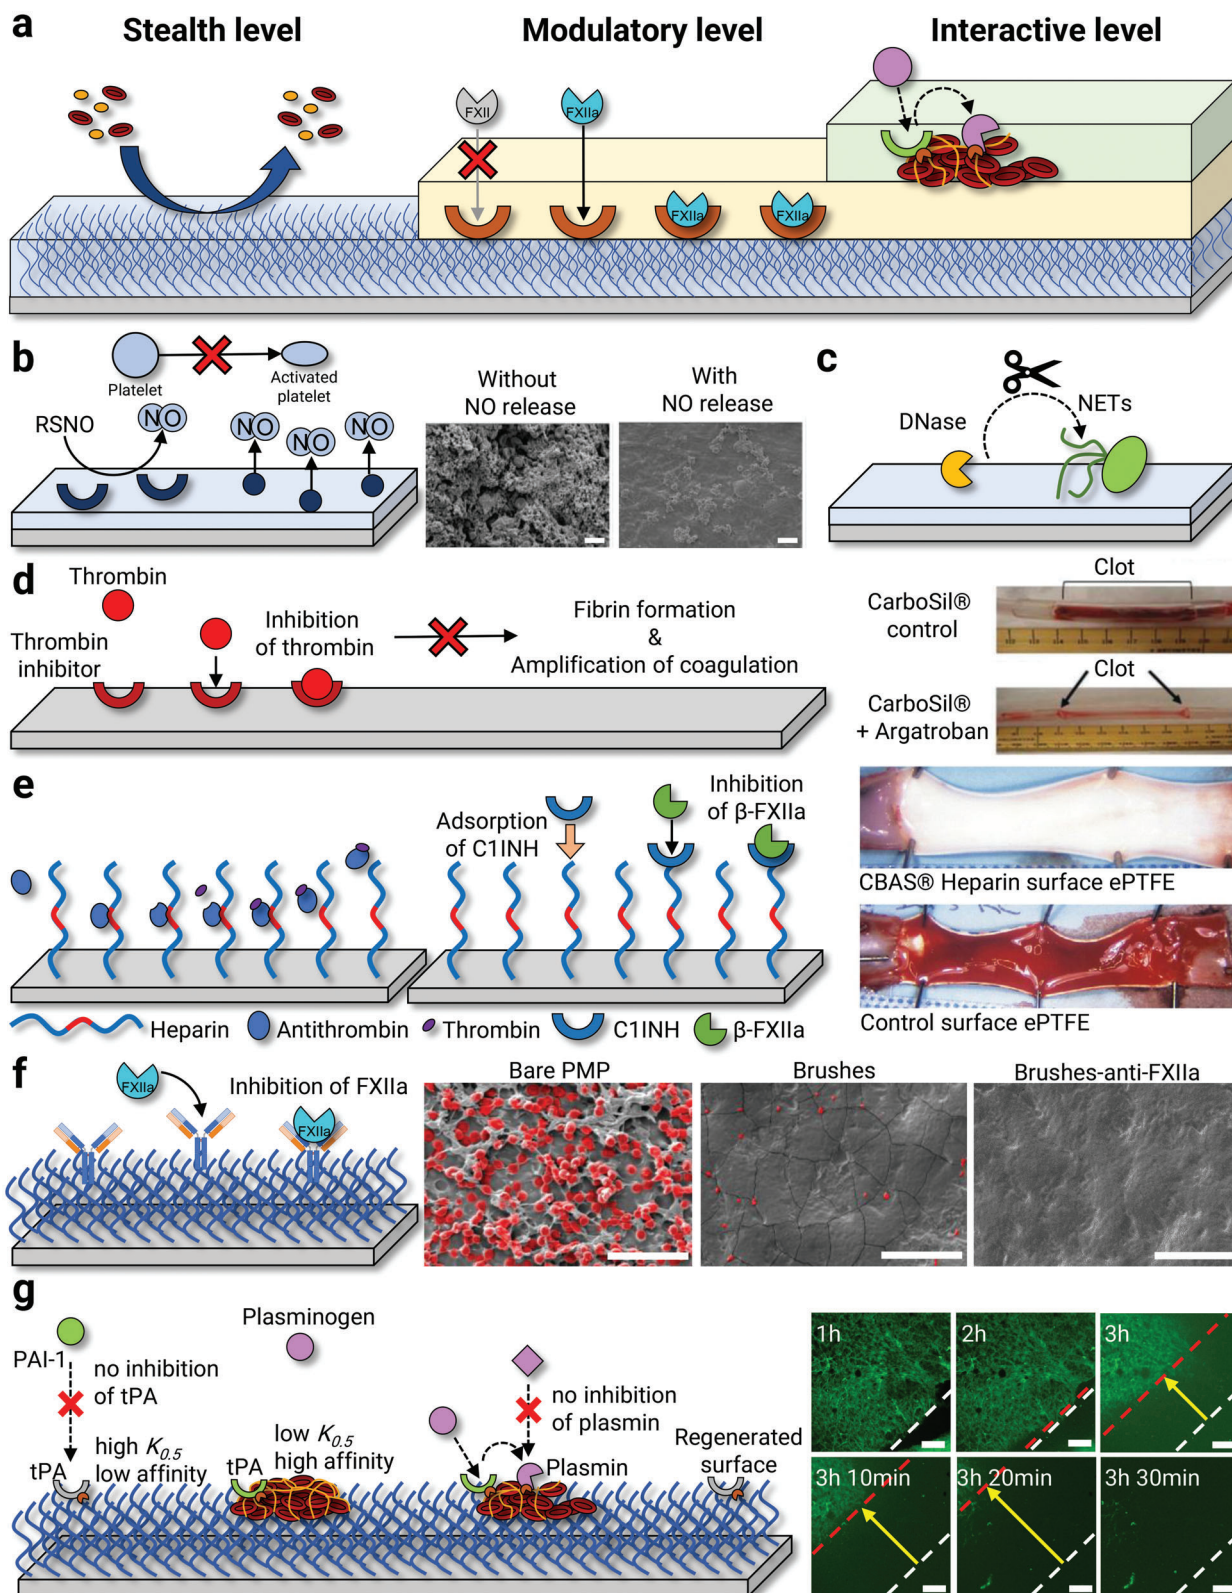 a
Stealth level
Modulatory level
Interactive level
FXII
FXIIa
FXIIa
FXIIa
b
Platelet
Activated
platelet
RSNO
NO
NO
NO
NO
Without
NO release
With
NO release
c
DNase
NETs
d
Thrombin
Thrombin
inhibitor
Inhibition
of thrombin
Fibrin formation
&
Amplification of coagulation
CarboSil®
control
Clot
CarboSil®
+ Argatroban
Clot
e
Adsorption
of C1INH
Inhibition
of β-FXIIa
Heparin
Antithrombin
Thrombin
C1INH
β-FXIIa
CBAS® Heparin surface ePTFE
Control surface ePTFE
f
FXIIa
Inhibition of FXIIa
FXIIa
Bare PMP
Brushes
Brushes-anti-FXIIa
g
PAI-1
no inhibition
of tPA
Plasminogen
tPA
high K0.5
low affinity
tPA
low K0.5
high affinity
no inhibition
of plasmin
Plasmin
Regenerated
surface
1h
2h
3h
3h 10min
3h 20min
3h 30min